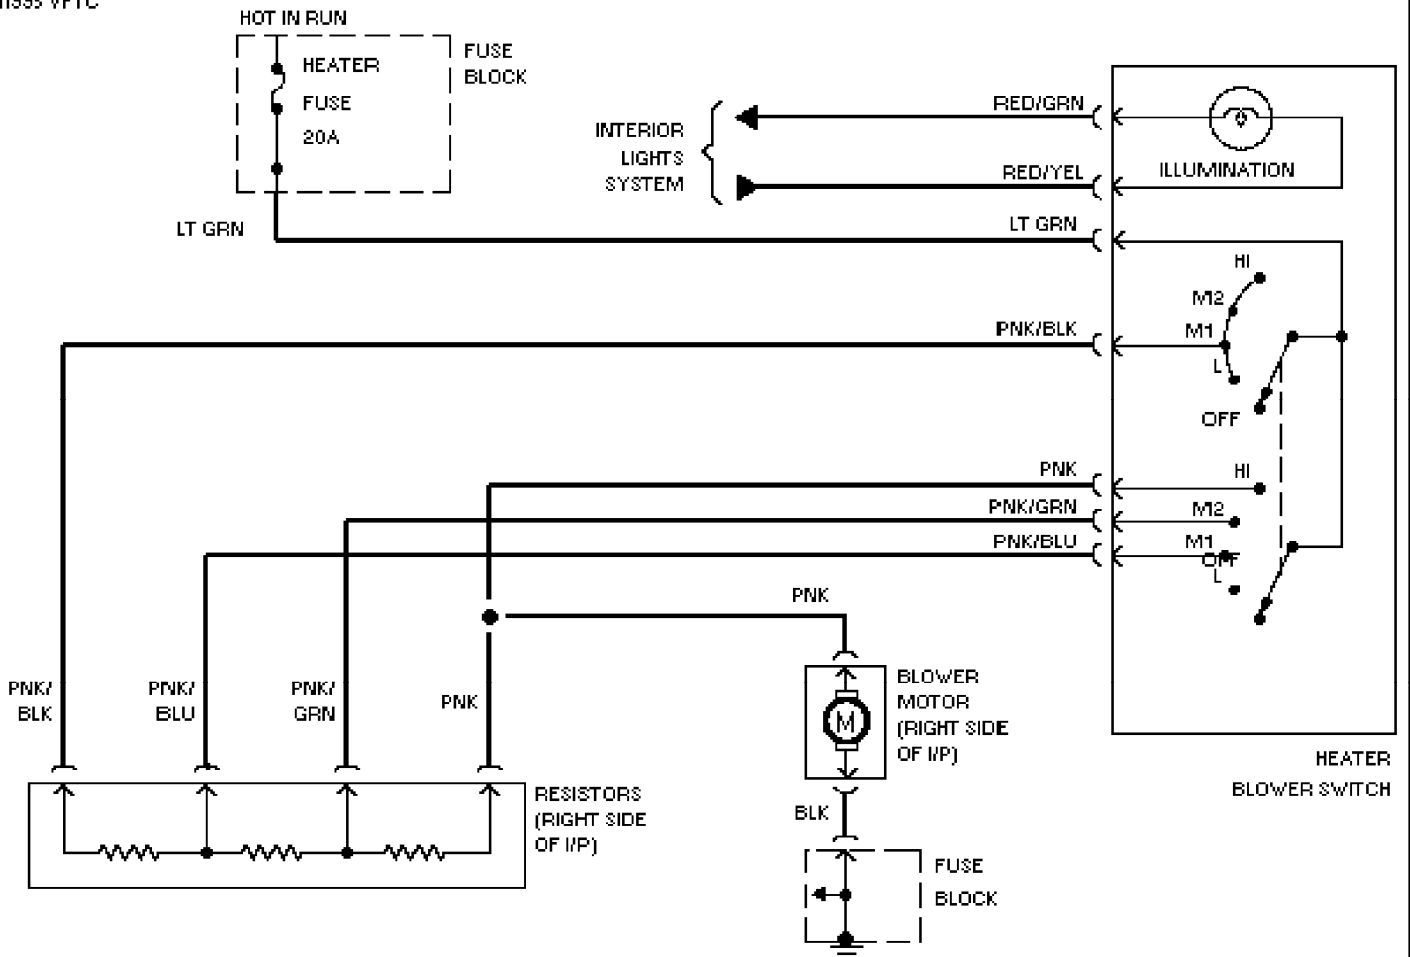 HOT IN RUN
HEATER
FUSE
20A
FUSE
BLOCK
INTERIOR
LIGHTS
SYSTEM
RED/GRN
RED/YEL
ILLUMINATION
LT GRN
LT GRN
HI
M2
M1
L
OFF
PNK/BLK
PNK
PNK/GRN
PNK/BLU
HI
M2
M1
OFF
L
PNK
PNK/
BLK
PNK/
BLU
PNK/
GRN
PNK
BLOWER
MOTOR
(RIGHT SIDE
OF I/P)
M
HEATER
BLOWER SWITCH
RESISTORS
(RIGHT SIDE
OF I/P)
BLK
FUSE
BLOCK